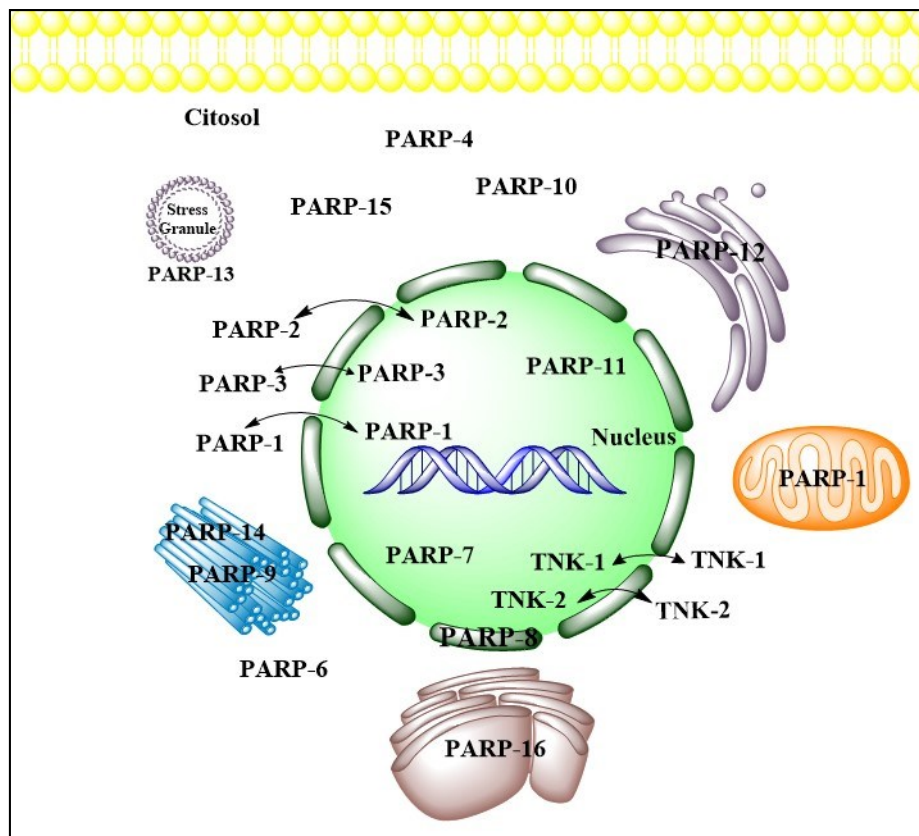 Citosol
PARP-4
PARP-10
PARP-15
Stress
Granule
PARP-13
PARP-12
PARP-2
PARP-2
PARP-3
PARP-3
PARP-11
PARP-1
PARP-1
Nucleus
PARP-1
PARP-14
PARP-9
PARP-7
TNK-1
TNK-1
TNK-2
TNK-2
PARP-8
PARP-6
PARP-16